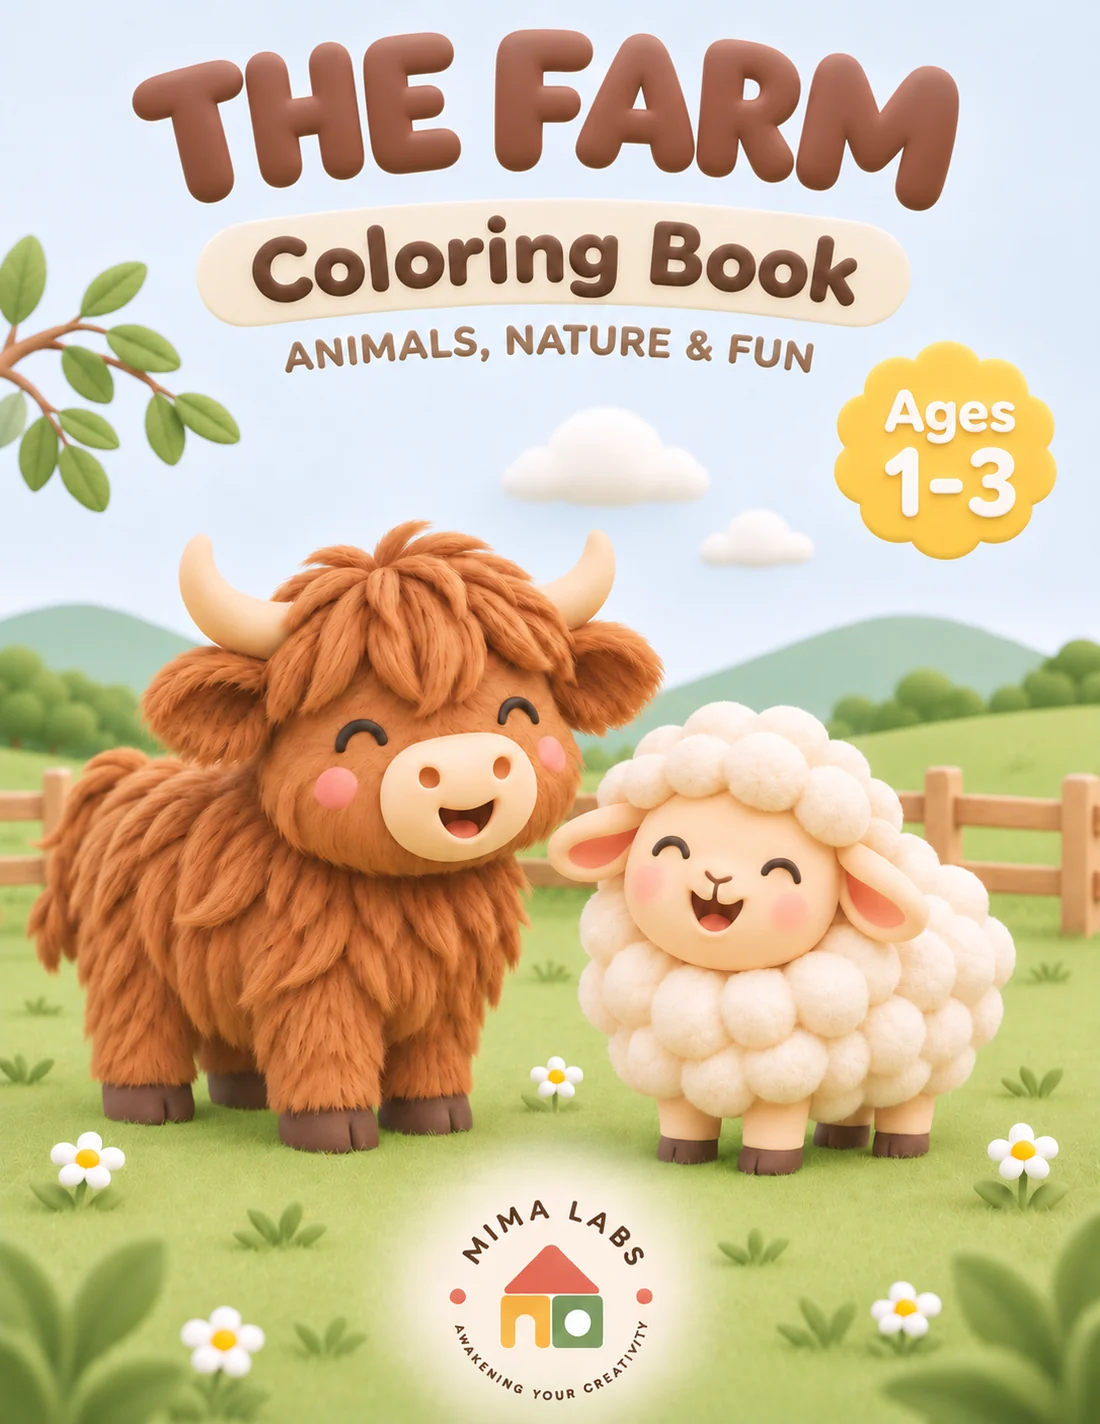 THE FARM
Coloring Book
ANIMALS, NATURE & FUN
Ages
1-3
MIMA LABS
AWAKENING YOUR CREATIVITY